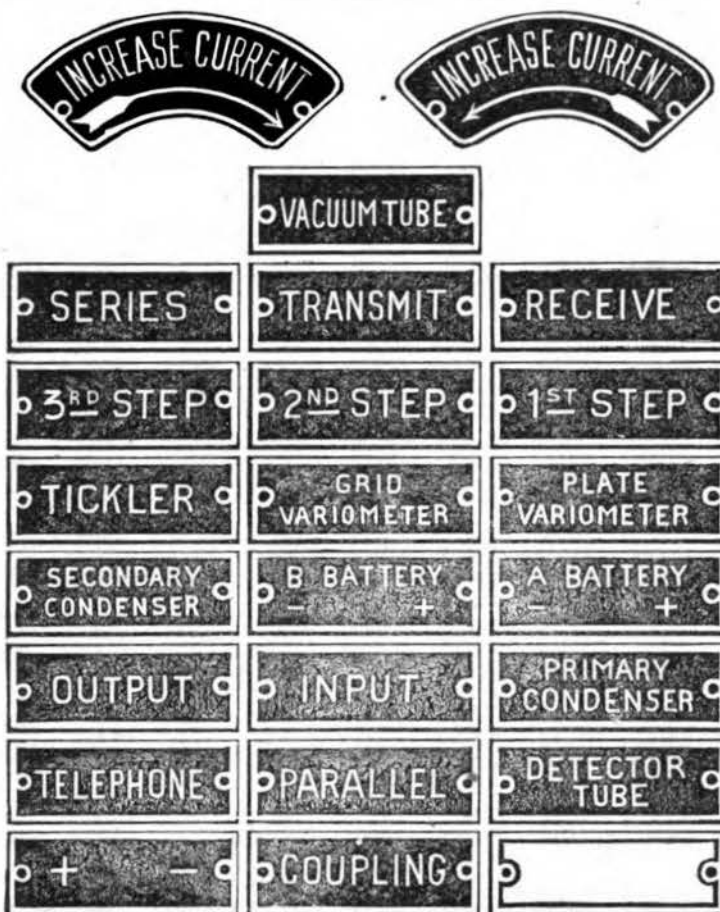 INCREASE CURRENT
INCREASE CURRENT
VACUUM TUBE
SERIES
TRANSMIT
RECEIVE
3RD STEP
2ND STEP
1ST STEP
TICKLER
GRID
VARIOMETER
PLATE
VARIOMETER
SECONDARY
CONDENSER
B BATTERY
- +
A BATTERY
- +
OUTPUT
INPUT
PRIMARY
CONDENSER
TELEPHONE
PARALLEL
DETECTOR
TUBE
+ -
COUPLING